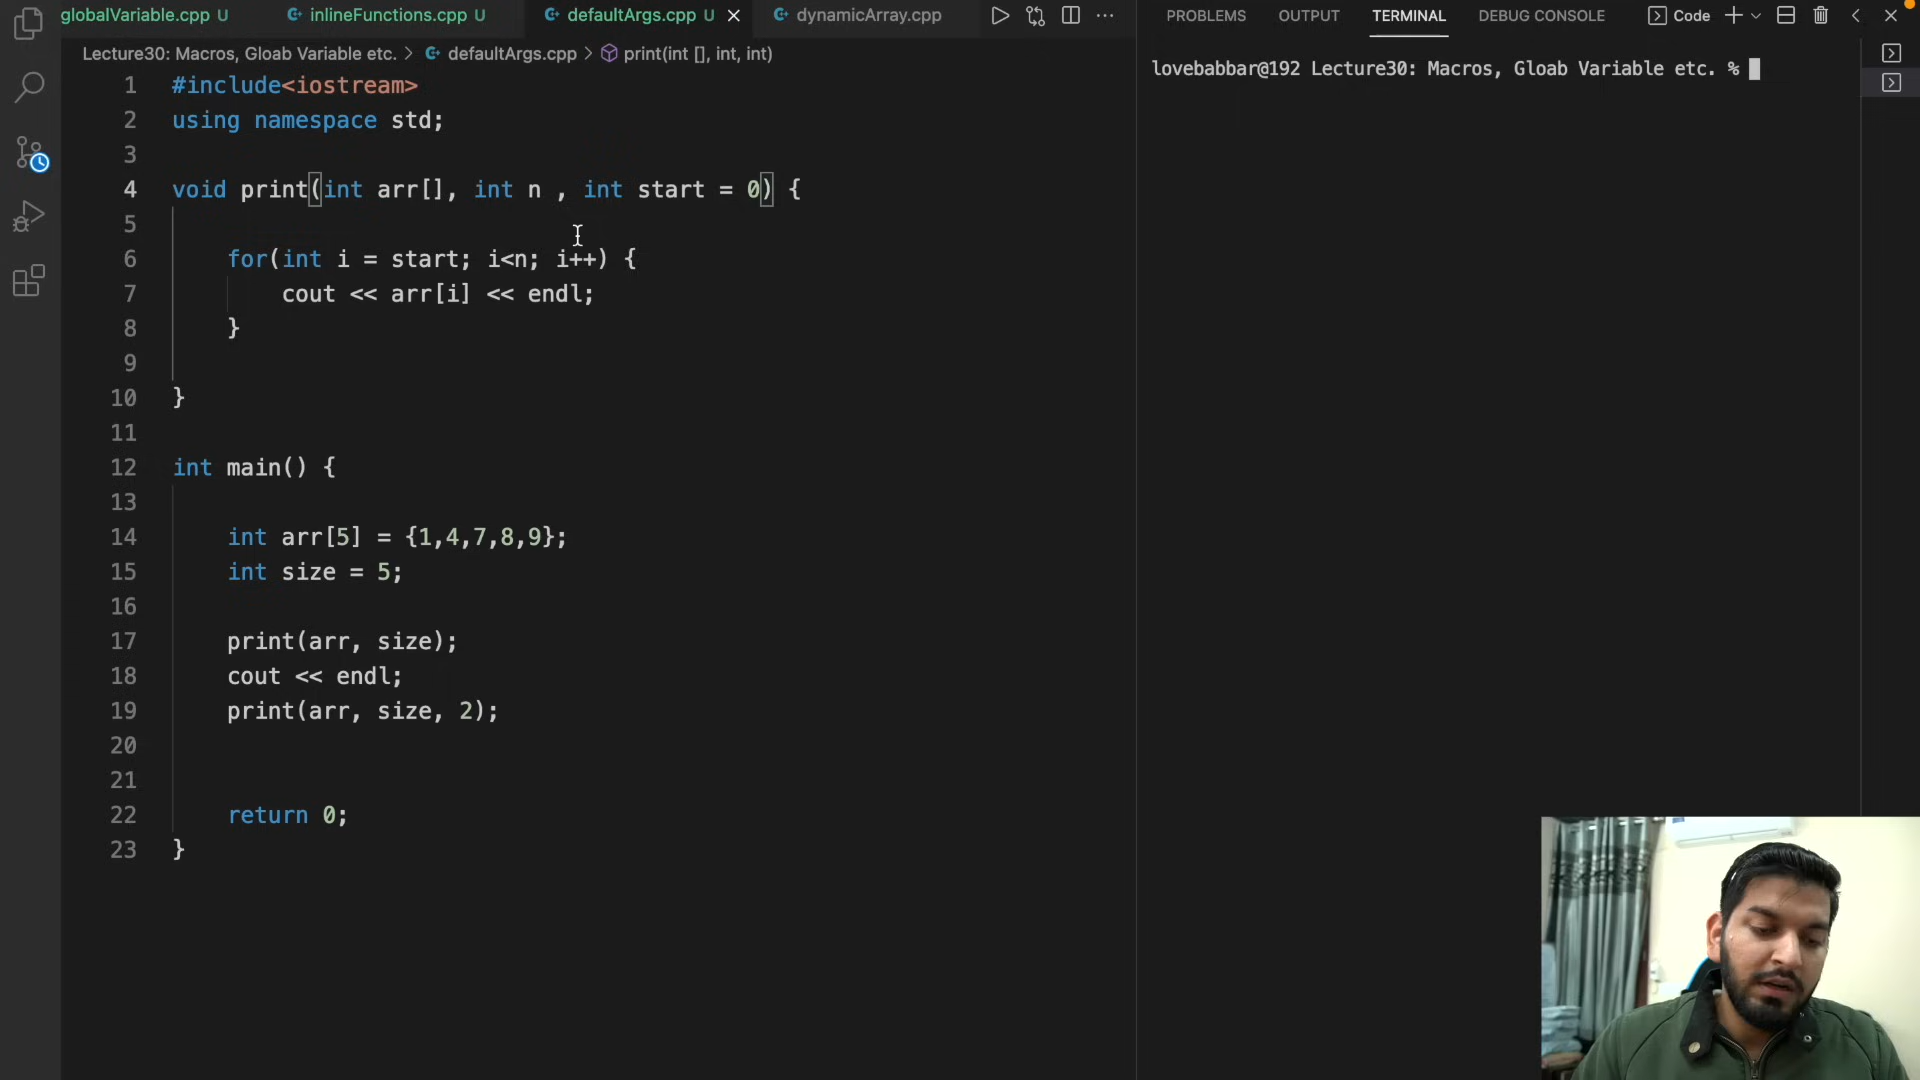 globalVariable.cpp U inlineFunctions.cpp U defaultArgs.cpp U dynamicArray.cpp
PROBLEMS OUTPUT TERMINAL DEBUG CONSOLE Code
Lecture30: Macros, Gloab Variable etc. > defaultArgs.cpp > print(int [], int, int)
lovebabbar@192 Lecture30: Macros, Gloab Variable etc. %
1 #include<iostream>
2 using namespace std;
3
4 void print(int arr[], int n , int start = 0) {
5
6 for(int i = start; i<n; i++) {
7 cout << arr[i] << endl;
8 }
9
10 }
11
12 int main() {
13
14 int arr[5] = {1,4,7,8,9};
15 int size = 5;
16
17 print(arr, size);
18 cout << endl;
19 print(arr, size, 2);
20
21
22 return 0;
23 }